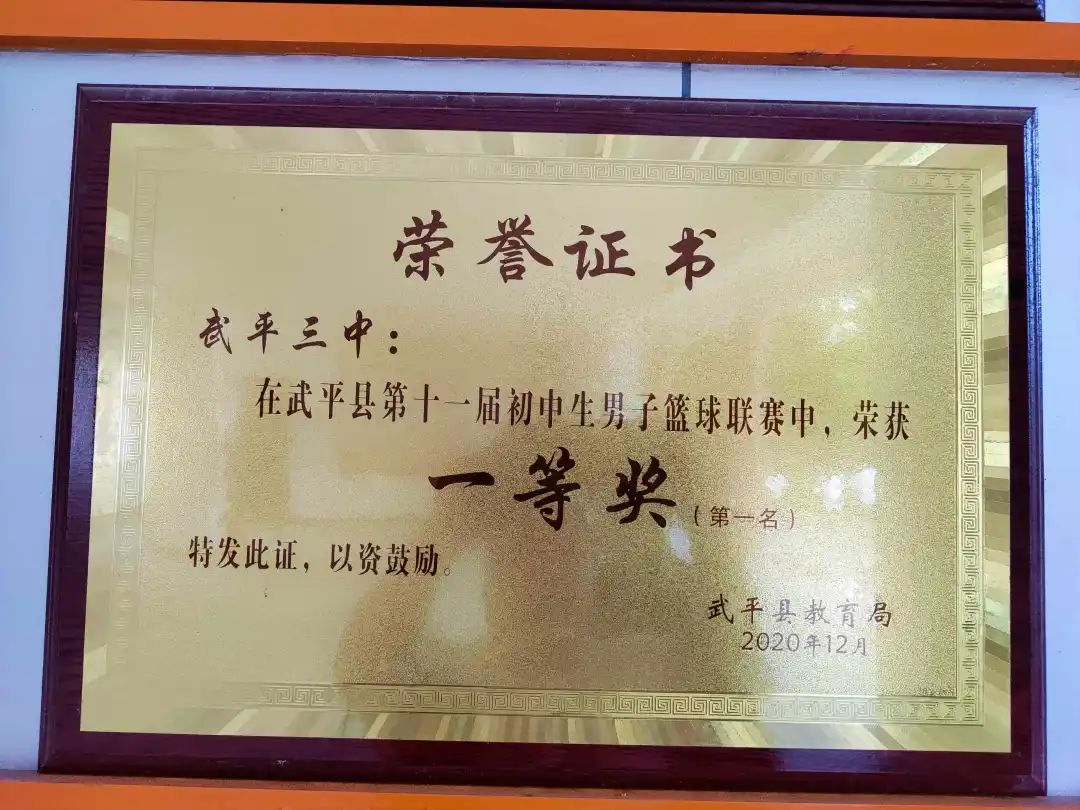 荣誉证书
武平三中：
在武平县第十一届初中生男子篮球联赛中，荣获
一等奖（第一名）
特发此证，以资鼓励。
武平县教育局
2020年12月